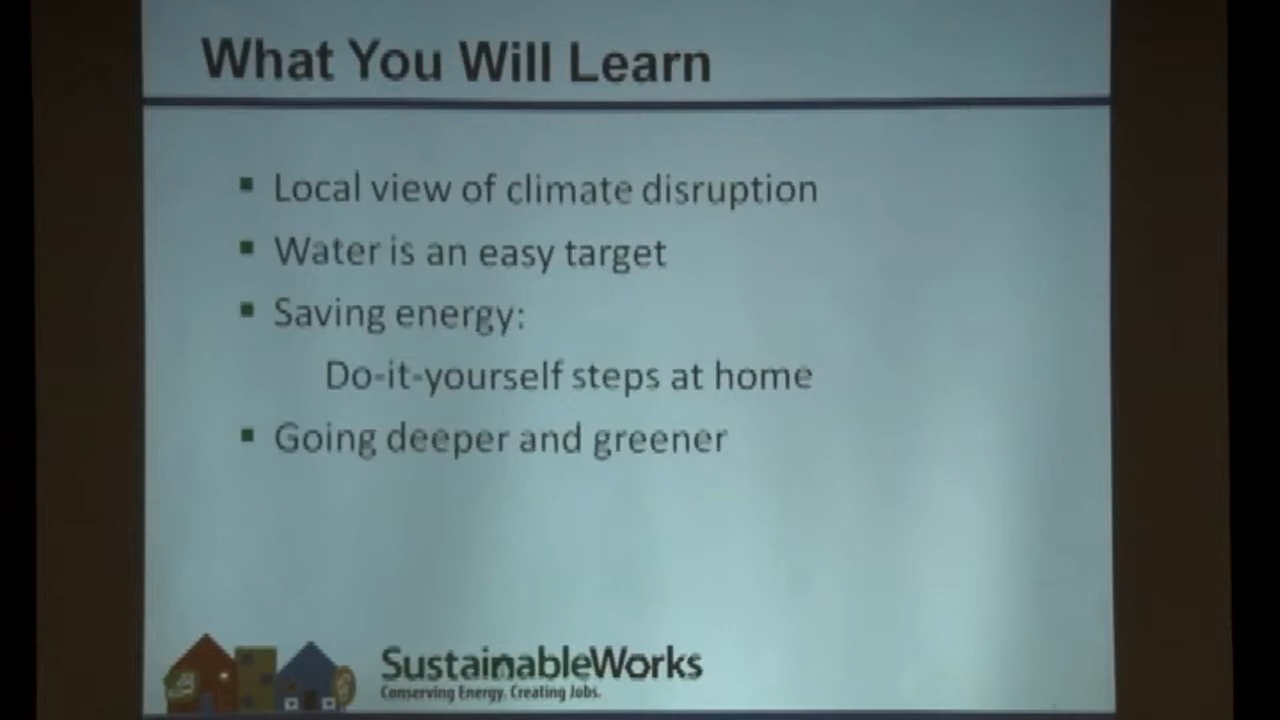 What You Will Learn
Local view of climate disruption
Water is an easy target
Saving energy:
Do-it-yourself steps at home
Going deeper and greener
SustainableWorks
Conserving Energy. Creating Jobs.